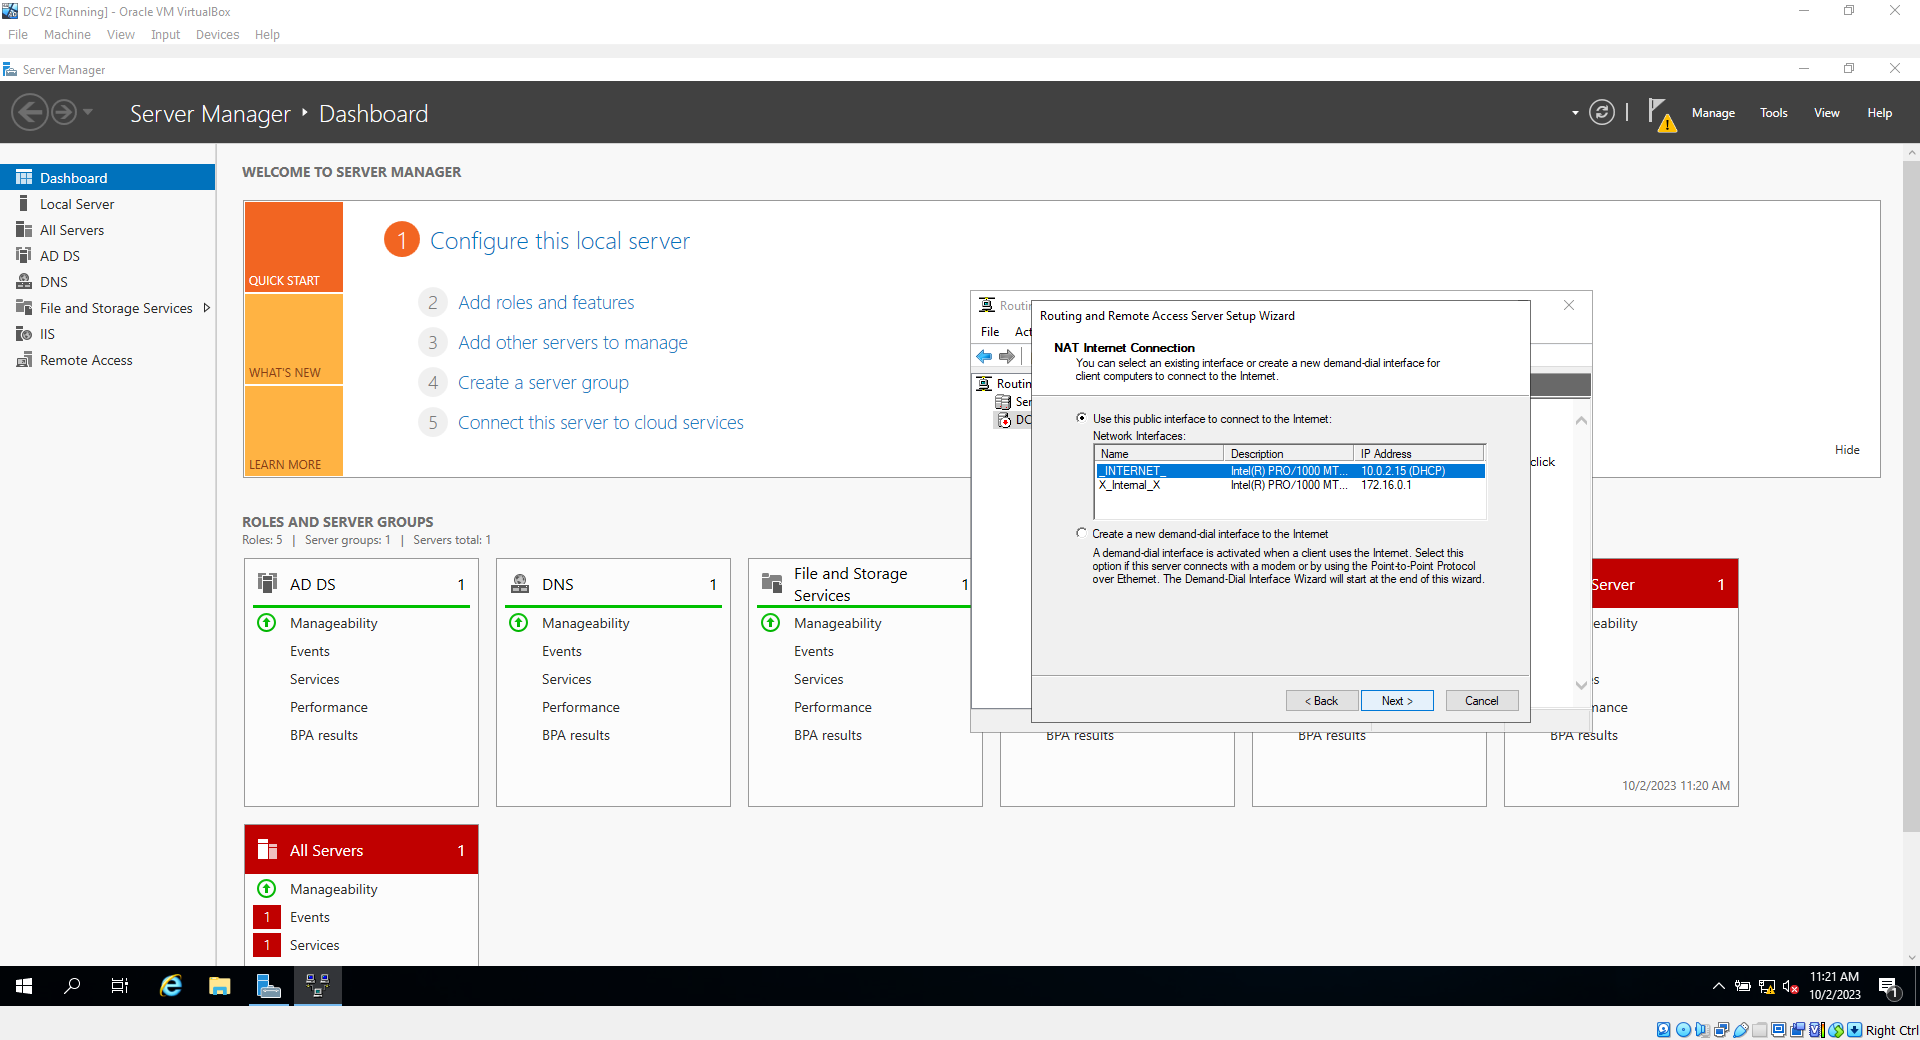 DCV2 [Running] - Oracle VM VirtualBox
File Machine View Input Devices Help
Server Manager
Server Manager Dashboard
Manage Tools View Help
Dashboard
Local Server
All Servers
AD DS
DNS
File and Storage Services
IIS
Remote Access
WELCOME TO SERVER MANAGER
QUICK START
WHAT'S NEW
LEARN MORE
1 Configure this local server
2 Add roles and features
3 Add other servers to manage
4 Create a server group
5 Connect this server to cloud services
Hide
ROLES AND SERVER GROUPS
Roles: 5 | Server groups: 1 | Servers total: 1
AD DS 1
Manageability
Events
Services
Performance
BPA results
DNS 1
Manageability
Events
Services
Performance
BPA results
File and Storage
Services 1
Manageability
Events
Services
Performance
BPA results
BPA results
BPA results
Server 1
eability
s
mance
BPA results
10/2/2023 11:20 AM
All Servers 1
Manageability
1 Events
1 Services
Routin
File Act
Routin
Ser
DC
click
Routing and Remote Access Server Setup Wizard
NAT Internet Connection
You can select an existing interface or create a new demand-dial interface for
client computers to connect to the Internet.
Use this public interface to connect to the Internet:
Network Interfaces:
Name Description IP Address
_INTERNET_ Intel(R) PRO/1000 MT... 10.0.2.15 (DHCP)
X_Internal_X Intel(R) PRO/1000 MT... 172.16.0.1
Create a new demand-dial interface to the Internet
A demand-dial interface is activated when a client uses the Internet. Select this
option if this server connects with a modem or by using the Point-to-Point Protocol
over Ethernet. The Demand-Dial Interface Wizard will start at the end of this wizard.
< Back Next > Cancel
11:21 AM
10/2/2023
1
Right Ctrl